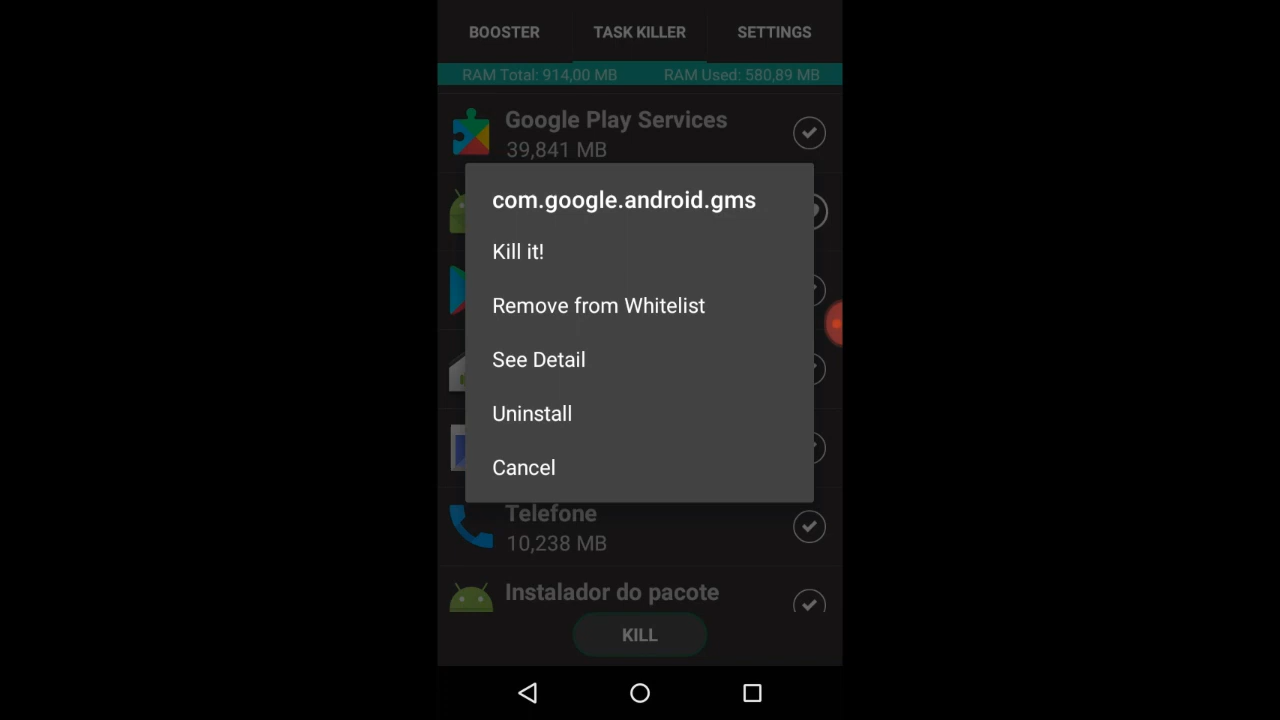 BOOSTER TASK KILLER SETTINGS
RAM Total: 914,00 MB RAM Used: 580,89 MB
Google Play Services
39,841 MB
com.google.android.gms
Kill it!
Remove from Whitelist
See Detail
Uninstall
Cancel
Telefone
10,238 MB
Instalador do pacote
KILL